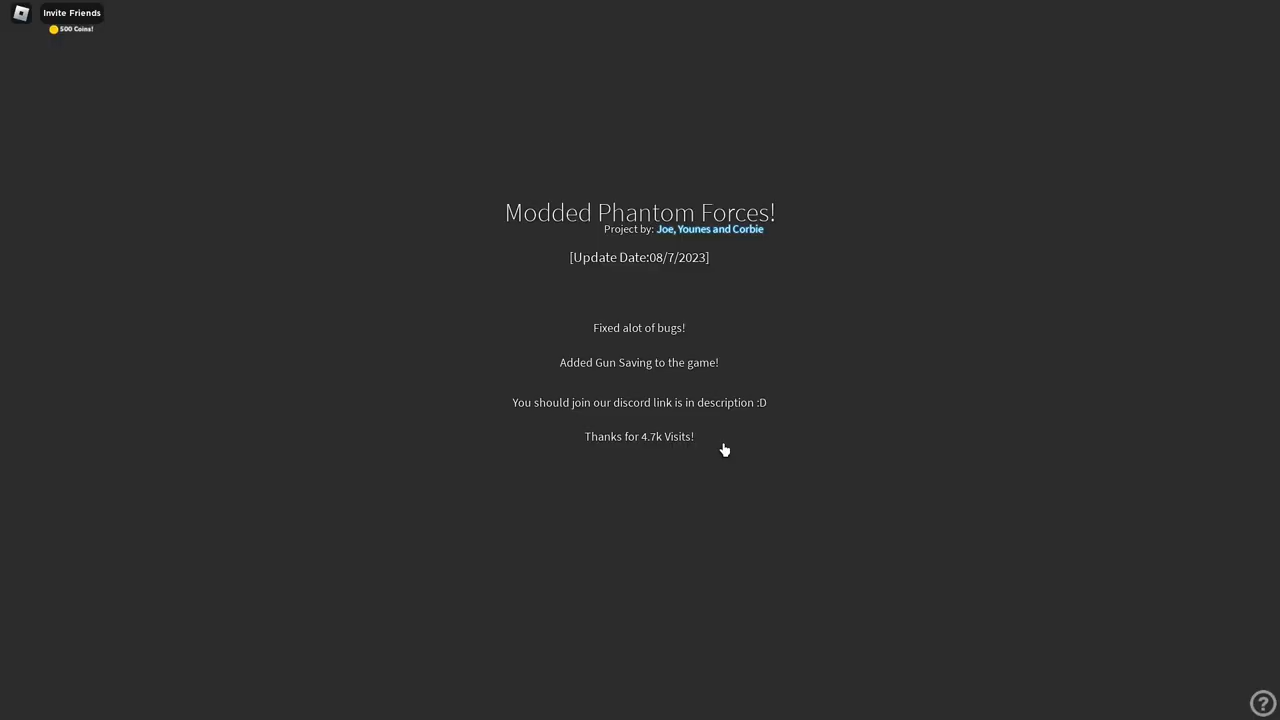 Invite Friends
500 Coins!
Modded Phantom Forces!
Project by: Joe, Younes and Corbie
[Update Date:08/7/2023]
Fixed alot of bugs!
Added Gun Saving to the game!
You should join our discord link is in description :D
Thanks for 4.7k Visits!
?